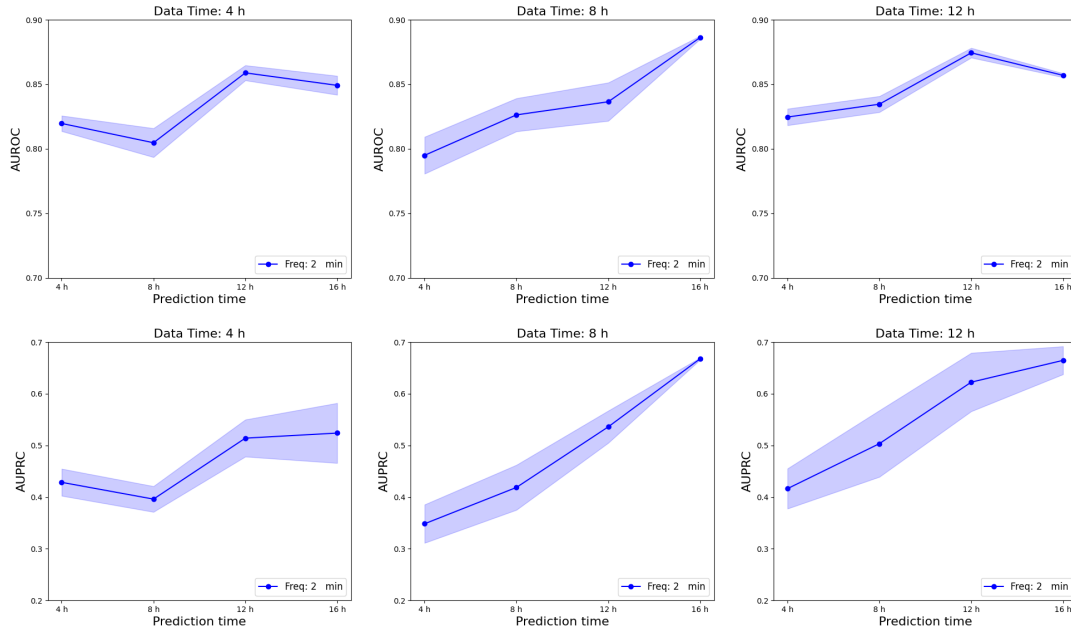 Data Time: 4 h
0.90
0.85
0.80
0.75
0.70
AUROC
Freq: 2 min
4 h 8 h 12 h 16 h
Prediction time
Data Time: 8 h
0.90
0.85
0.80
0.75
0.70
AUROC
Freq: 2 min
4 h 8 h 12 h 16 h
Prediction time
Data Time: 12 h
0.90
0.85
0.80
0.75
0.70
AUROC
Freq: 2 min
4 h 8 h 12 h 16 h
Prediction time
Data Time: 4 h
0.7
0.6
0.5
0.4
0.3
0.2
AUPRC
Freq: 2 min
4 h 8 h 12 h 16 h
Prediction time
Data Time: 8 h
0.7
0.6
0.5
0.4
0.3
0.2
AUPRC
Freq: 2 min
4 h 8 h 12 h 16 h
Prediction time
Data Time: 12 h
0.7
0.6
0.5
0.4
0.3
0.2
AUPRC
Freq: 2 min
4 h 8 h 12 h 16 h
Prediction time